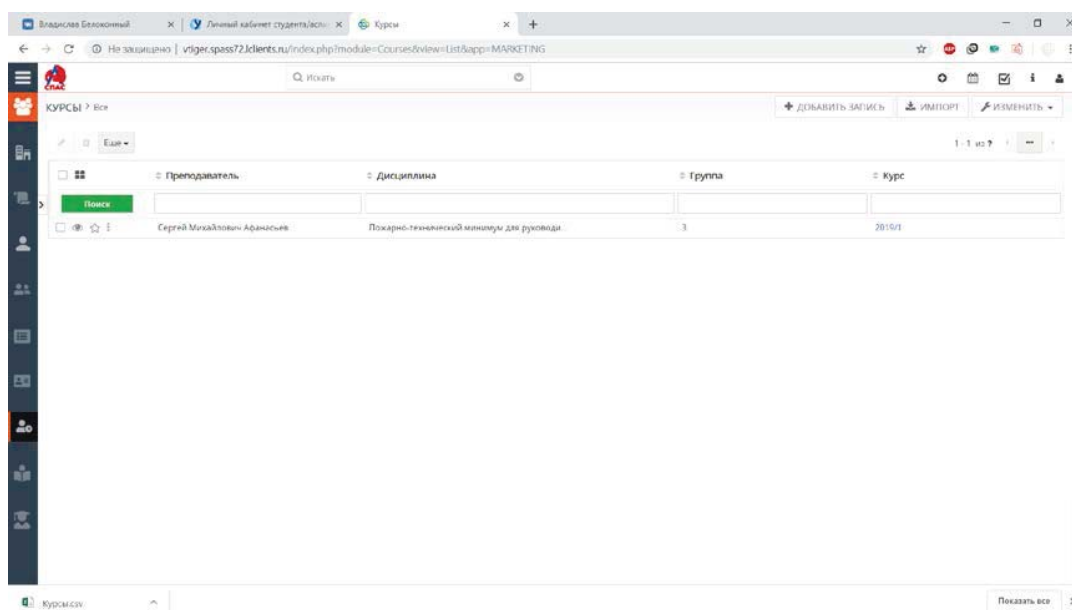 Владислав Белоконный
Личный кабинет студента/аспи
Курсы
Не защищено | vtiger.spass72.lclients.ru/index.php?module=Courses&view=List&app=MARKETING
СПАС
Искать
КУРСЫ > Все
ДОБАВИТЬ ЗАПИСЬ
ИМПОРТ
ИЗМЕНИТЬ
Еще
1 - 1 из ?
Преподаватель
Дисциплина
Группа
Курс
Поиск
Сергей Михайлович Афанасьев
Пожарно-технический минимум для руководи...
3
2019/1
Курсы.csv
Показать все